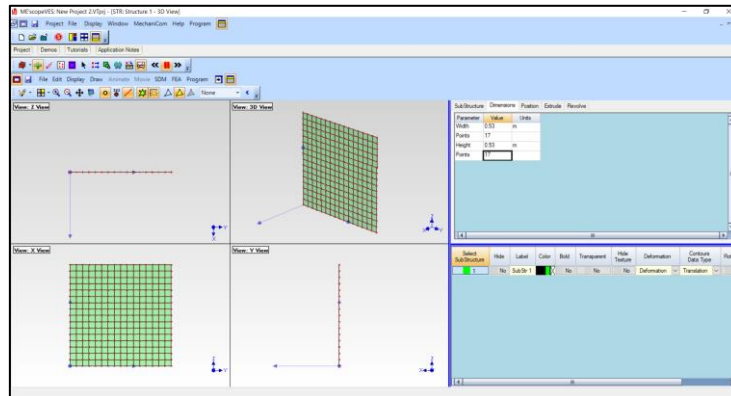 MEscopeVES: New Project 2.VTprj - [STR: Structure 1 - 3D View]
Project File Display Window MechaniCom Help Program
Project Demos Tutorials Application Notes
File Edit Display Draw Animate Movie SDM FEA Program
None
View: Z View
View: 3D View
SubStructure Dimensions Position Extrude Revolve
Parameter Value Units
Width 0.53 m
Points 17
Height 0.53 m
Points 17
View: X View
View: Y View
Select SubStructure Hide Label Color Bold Transparent Hide Texture Deformation Contours Data Type
1 No SubStr 1 No No No Deformation Translation